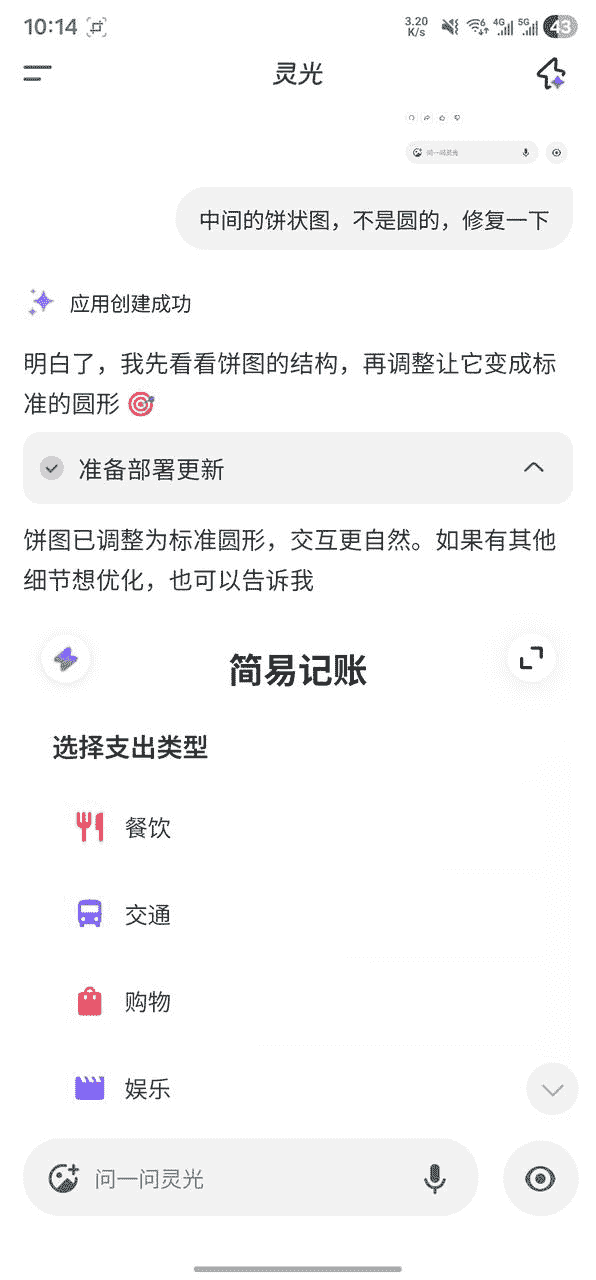 10:14
3.20
K/s
6
4G
5G
43
灵光
问一问灵光
中间的饼状图，不是圆的，修复一下
应用创建成功
明白了，我先看看饼图的结构，再调整让它变成标
准的圆形 🎯
准备部署更新
饼图已调整为标准圆形，交互更自然。如果有其他
细节想优化，也可以告诉我
简易记账
选择支出类型
餐饮
交通
购物
娱乐
问一问灵光